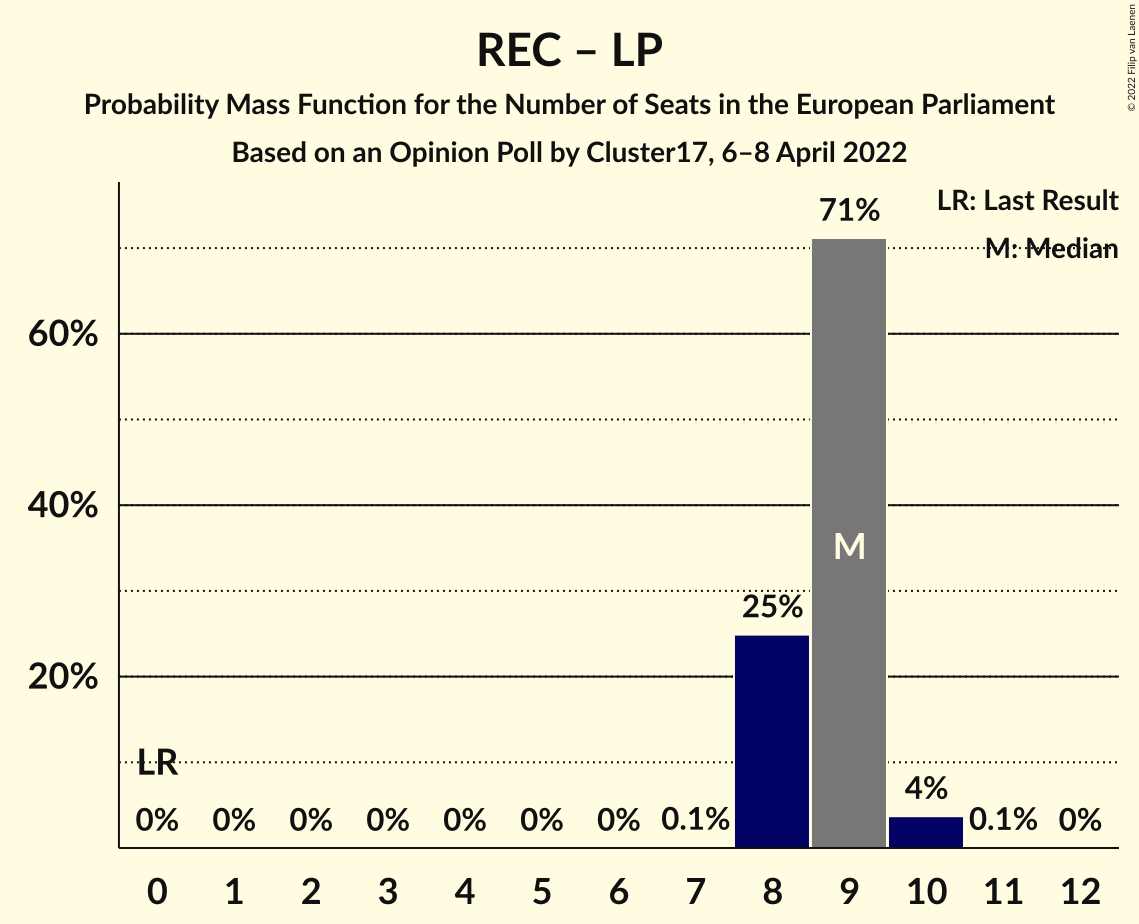 REC – LP
Probability Mass Function for the Number of Seats in the European Parliament
Based on an Opinion Poll by Cluster17, 6–8 April 2022
© 2022 Filip van Laenen
LR: Last Result
M: Median
71%
60%
40%
M
25%
20%
LR
4%
0% 0% 0% 0% 0% 0% 0% 0.1% 0.1% 0%
0 1 2 3 4 5 6 7 8 9 10 11 12